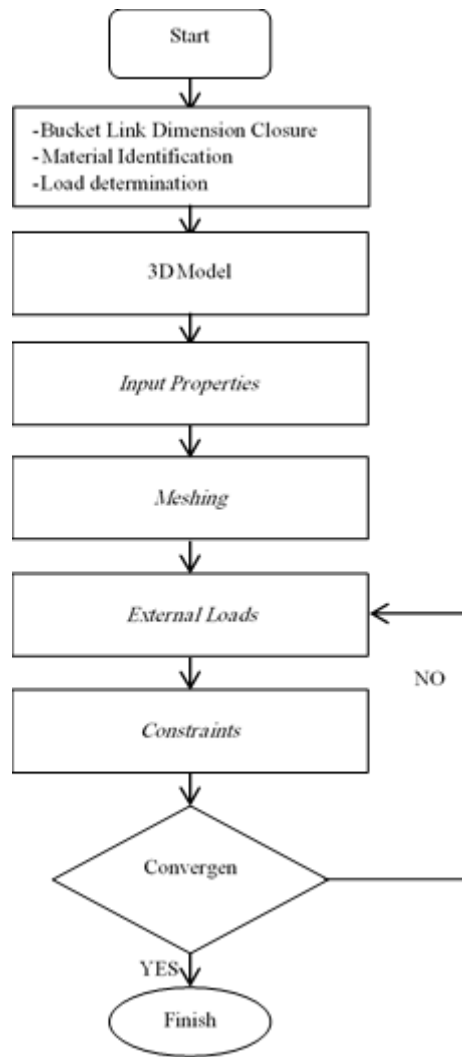 Start
-Bucket Link Dimension Closure
-Material Identification
-Load determination
3D Model
Input Properties
Meshing
External Loads
NO
Constraints
Convergen
YES
Finish